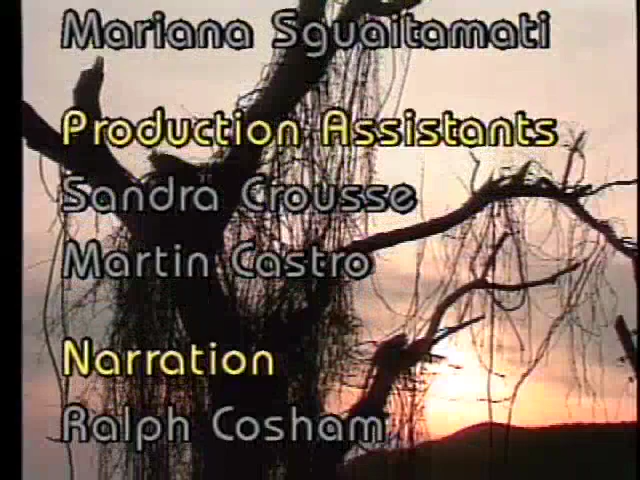 Mariana Sguaitamati
Production Assistants
Sandra Crousse
Martin Castro
Narration
Ralph Cosham